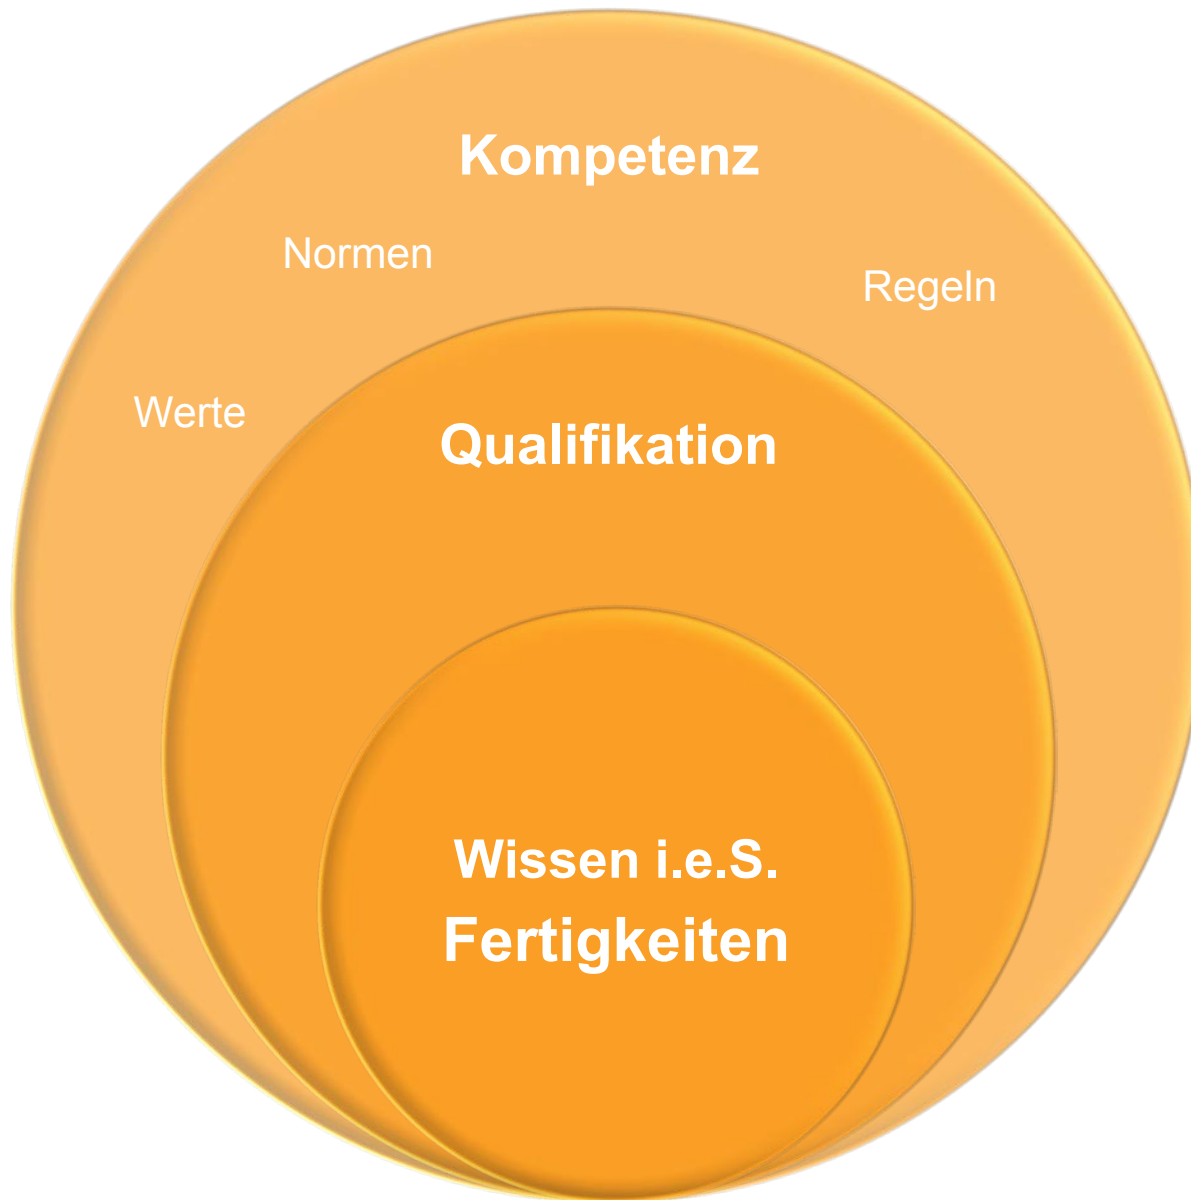 Kompetenz
Normen
Regeln
Werte
Qualifikation
Wissen i.e.S.
Fertigkeiten